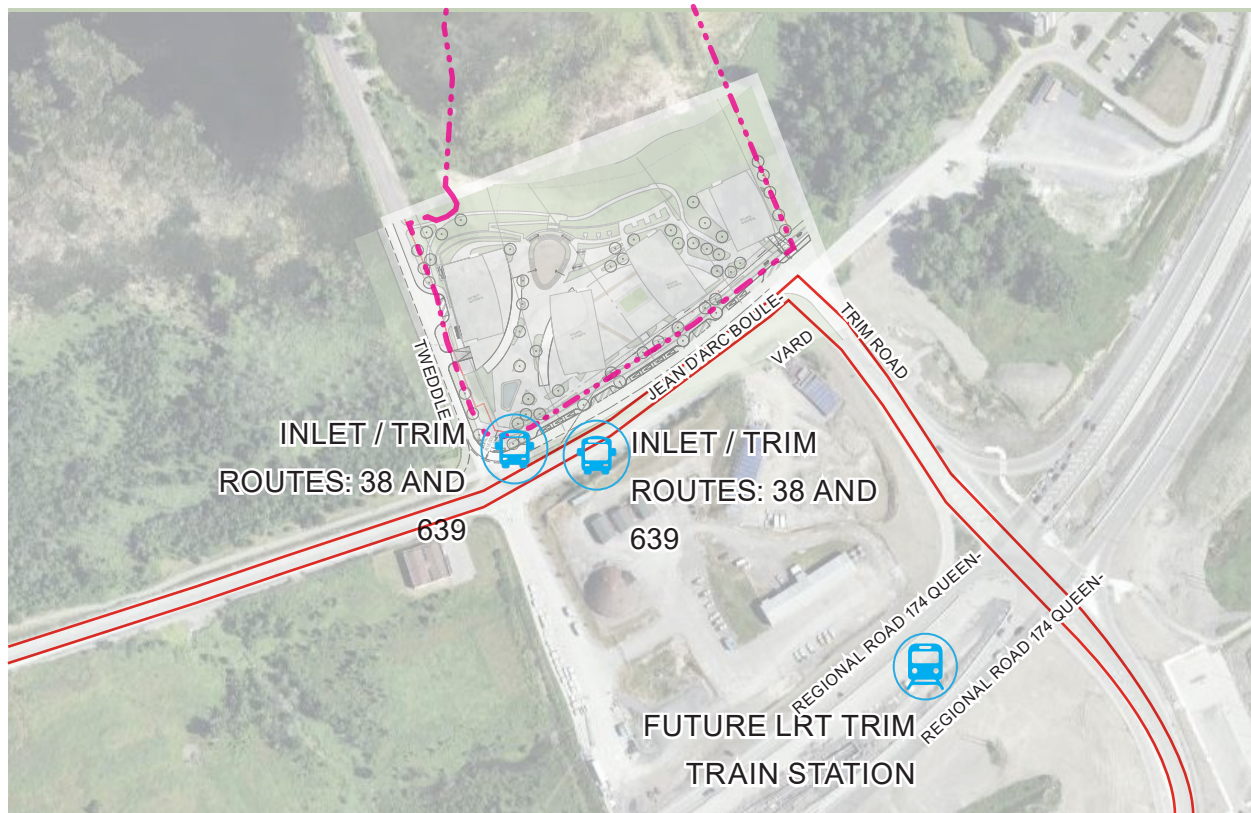 TWEDDLE
JEAN D'ARC BOULE-
VARD
TRIM ROAD
INLET / TRIM
ROUTES: 38 AND
639
INLET / TRIM
ROUTES: 38 AND
639
REGIONAL ROAD 174 QUEEN-
REGIONAL ROAD 174 QUEEN-
FUTURE LRT TRIM
TRAIN STATION